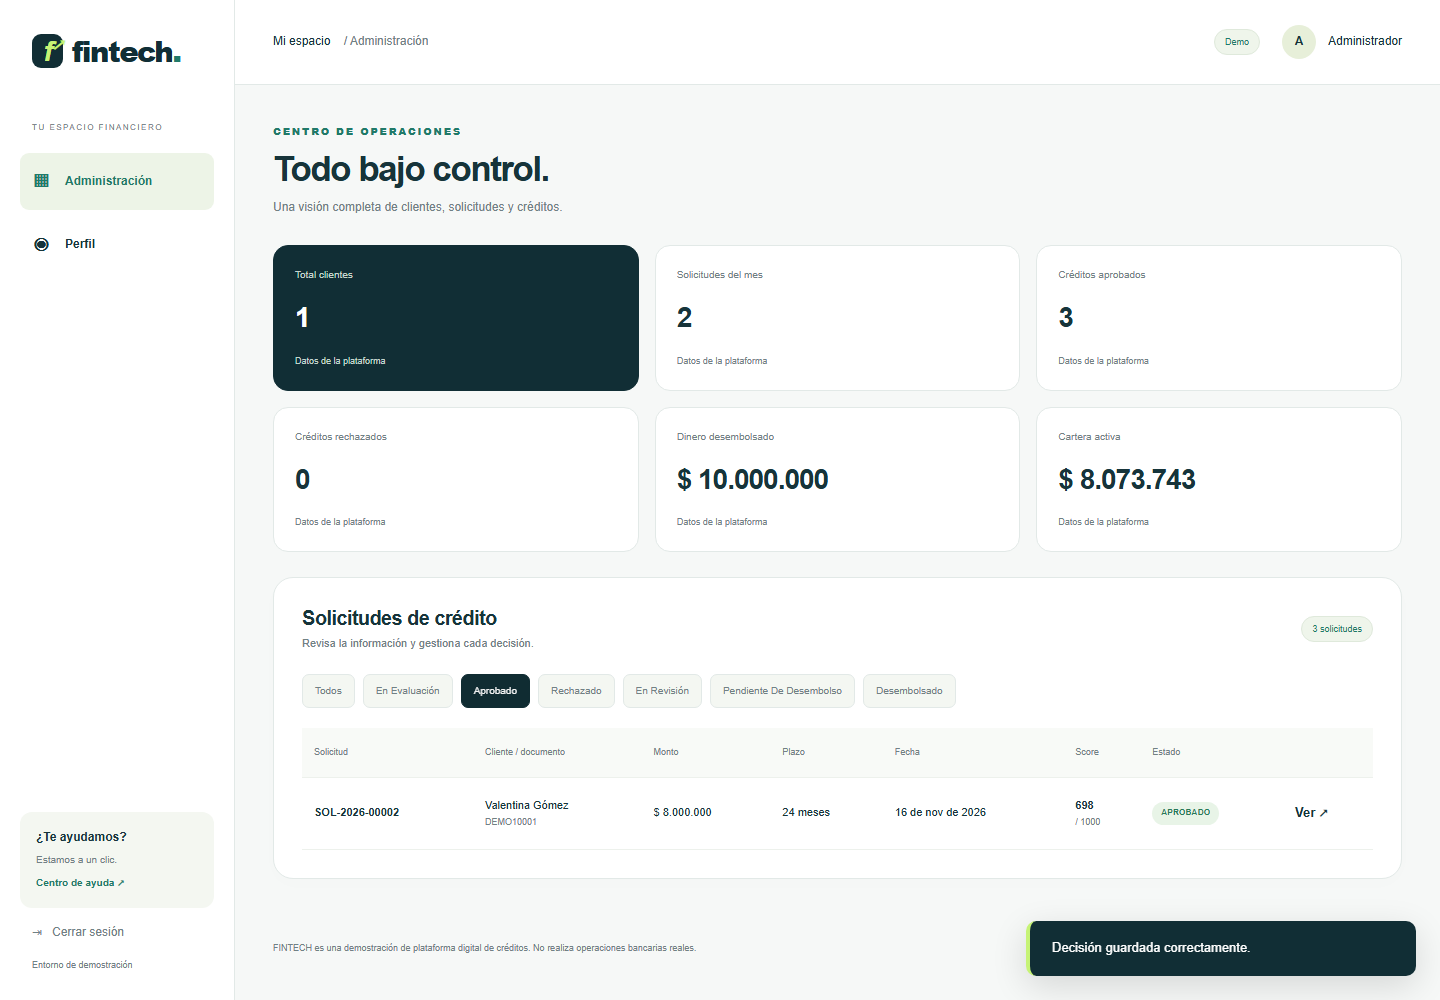 fintech.
TU ESPACIO FINANCIERO
Administración
Perfil
¿Te ayudamos?
Estamos a un clic.
Centro de ayuda ↗
Cerrar sesión
Entorno de demostración
Mi espacio / Administración
Demo
A
Administrador
CENTRO DE OPERACIONES
Todo bajo control.
Una visión completa de clientes, solicitudes y créditos.
Total clientes
1
Datos de la plataforma
Solicitudes del mes
2
Datos de la plataforma
Créditos aprobados
3
Datos de la plataforma
Créditos rechazados
0
Datos de la plataforma
Dinero desembolsado
$ 10.000.000
Datos de la plataforma
Cartera activa
$ 8.073.743
Datos de la plataforma
Solicitudes de crédito
Revisa la información y gestiona cada decisión.
3 solicitudes
Todos En Evaluación Aprobado Rechazado En Revisión Pendiente De Desembolso Desembolsado
Solicitud Cliente / documento Monto Plazo Fecha Score Estado
SOL-2026-00002 Valentina Gómez $ 8.000.000 24 meses 16 de nov de 2026 698 APROBADO Ver ↗
DEMO10001 / 1000
FINTECH es una demostración de plataforma digital de créditos. No realiza operaciones bancarias reales.
Decisión guardada correctamente.